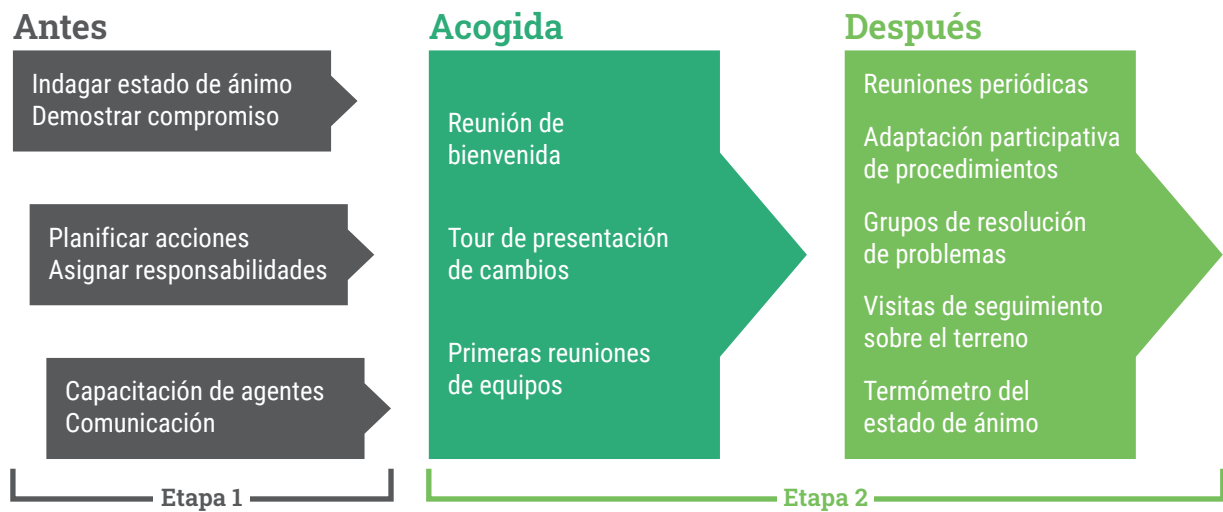 Antes
Indagar estado de ánimo
Demostrar compromiso
Planificar acciones
Asignar responsabilidades
Capacitación de agentes
Comunicación
Etapa 1
Acogida
Reunión de
bienvenida
Tour de presentación
de cambios
Primeras reuniones
de equipos
Después
Reuniones periódicas
Adaptación participativa
de procedimientos
Grupos de resolución
de problemas
Visitas de seguimiento
sobre el terreno
Termómetro del
estado de ánimo
Etapa 2